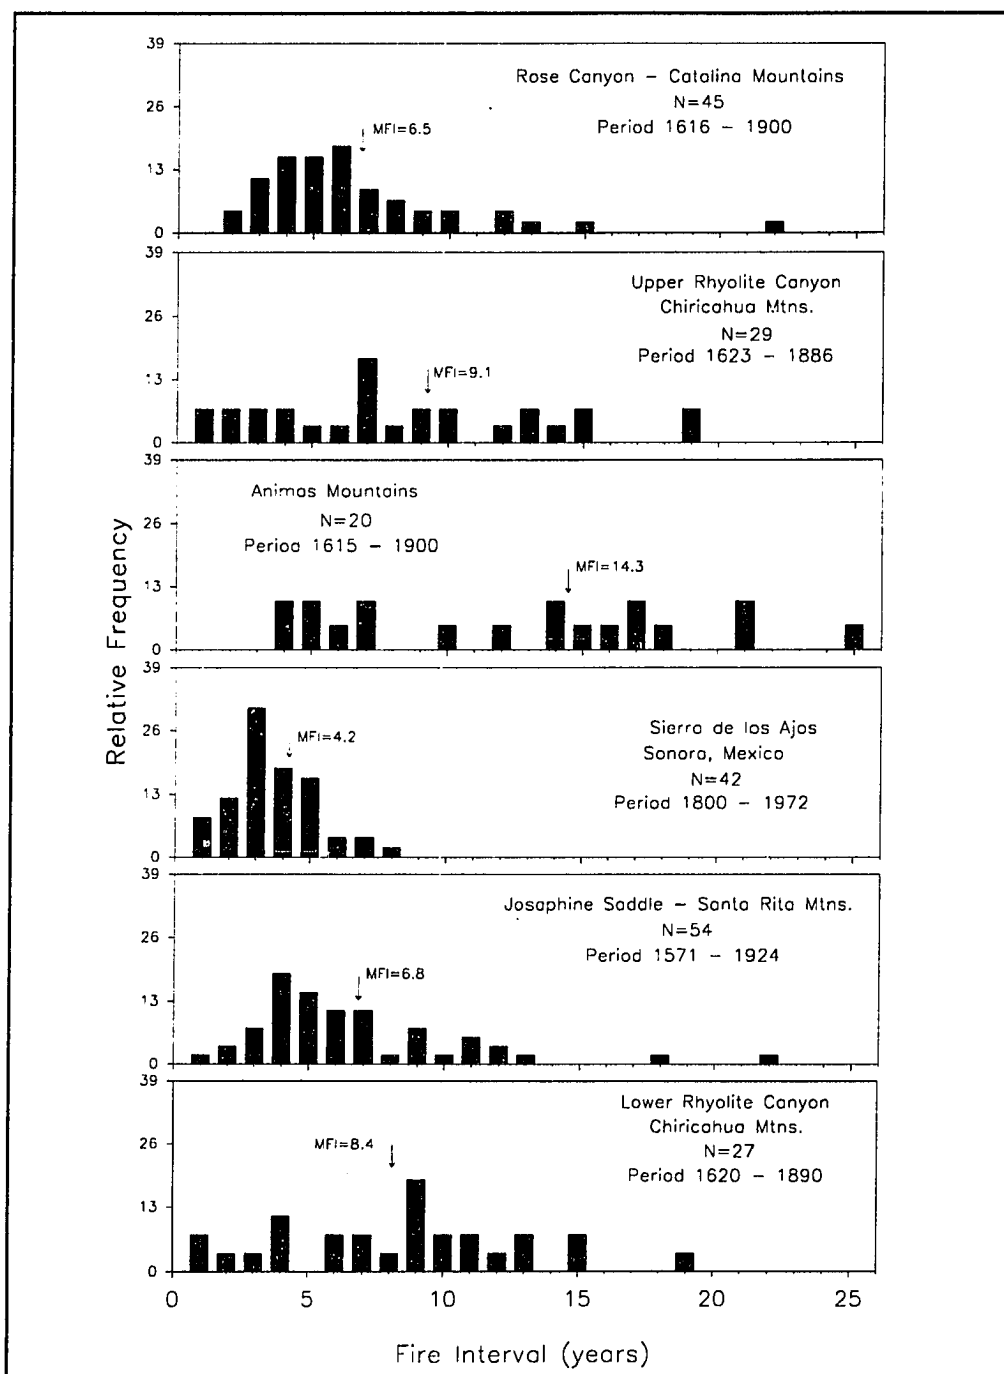 39
26
13
0
Rose Canyon – Catalina Mountains
N=45
Period 1616 – 1900
MFI=6.5
39
26
13
0
Upper Rhyolite Canyon
Chiricahua Mtns.
N=29
Period 1623 – 1886
MFI=9.1
39
26
13
0
Animas Mountains
N=20
Period 1615 – 1900
MFI=14.3
39
26
13
0
Sierra de los Ajos
Sonora, Mexico
N=42
Period 1800 – 1972
MFI=4.2
39
26
13
0
Josephine Saddle – Santa Rita Mtns.
N=54
Period 1571 – 1924
MFI=6.8
39
26
13
0
Lower Rhyolite Canyon
Chiricahua Mtns.
N=27
Period 1620 – 1890
MFI=8.4
0 5 10 15 20 25
Relative Frequency
Fire Interval (years)